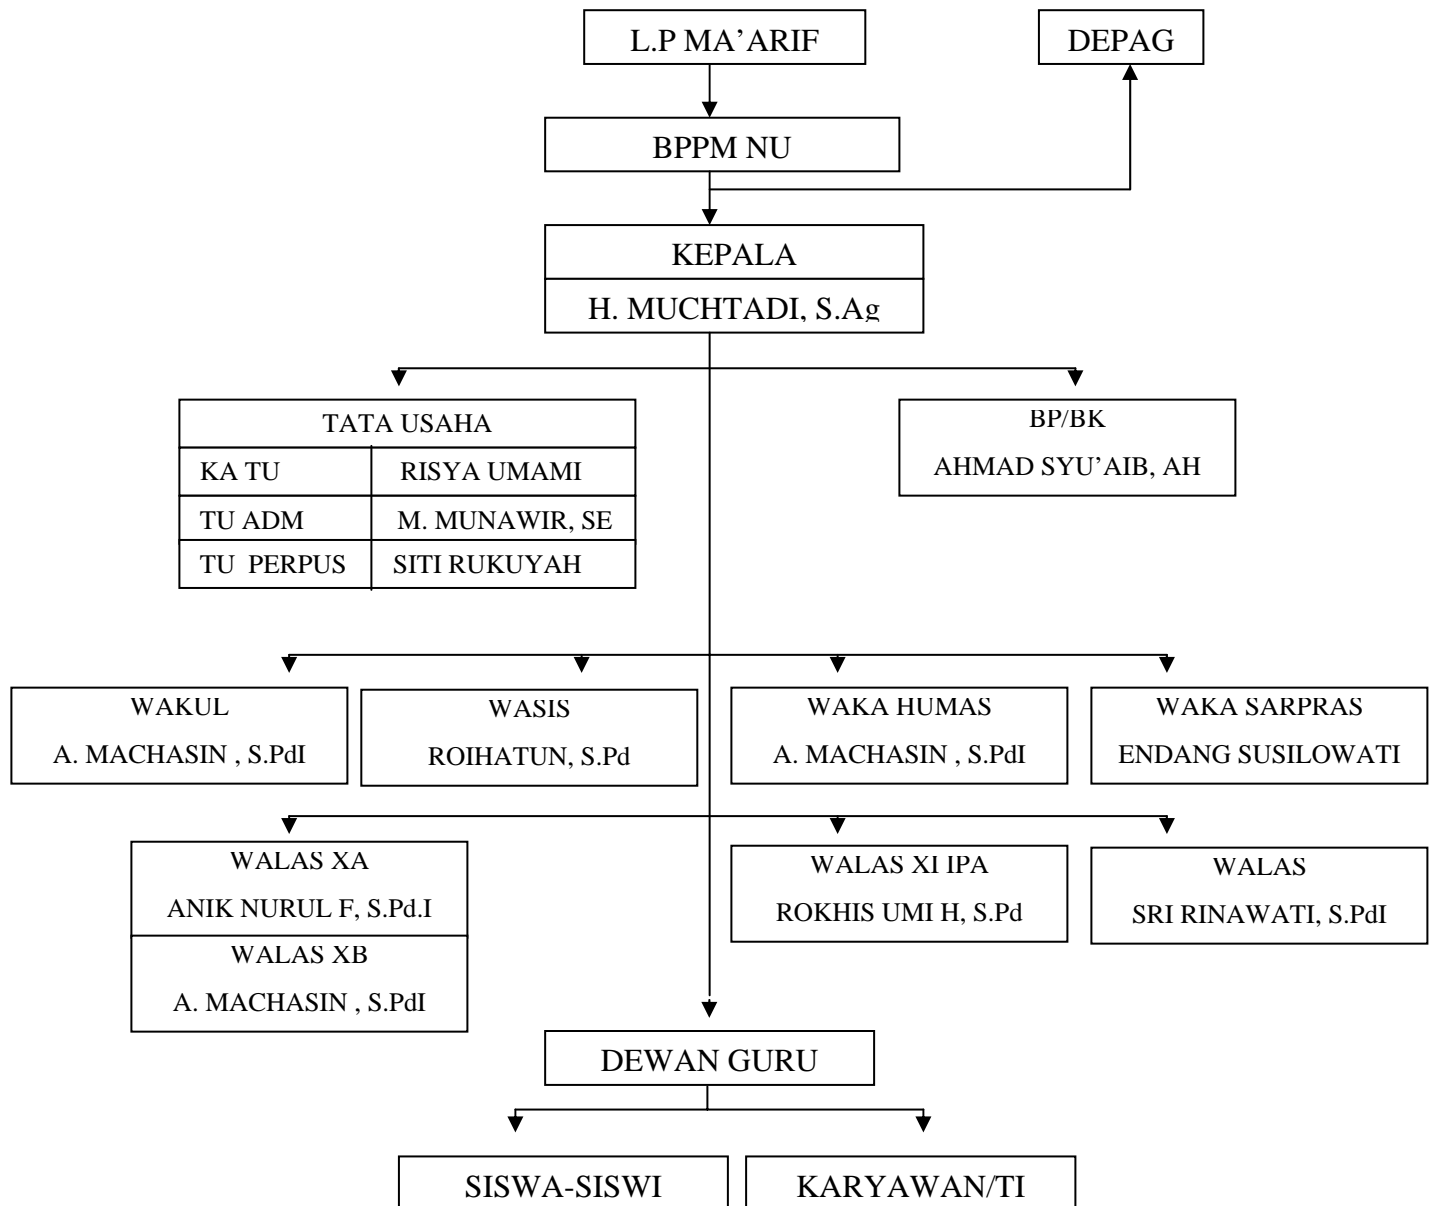 L.P MA’ARIF
DEPAG
BPPM NU
KEPALA
H. MUCHTADI, S.Ag
TATA USAHA
KA TU RISYA UMAMI
TU ADM M. MUNAWIR, SE
TU PERPUS SITI RUKUYAH
BP/BK
AHMAD SYU’AIB, AH
WAKUL
A. MACHASIN , S.PdI
WASIS
ROIHATUN, S.Pd
WAKA HUMAS
A. MACHASIN , S.PdI
WAKA SARPRAS
ENDANG SUSILOWATI
WALAS XA
ANIK NURUL F, S.Pd.I
WALAS XB
A. MACHASIN , S.PdI
WALAS XI IPA
ROKHIS UMI H, S.Pd
WALAS
SRI RINAWATI, S.PdI
DEWAN GURU
SISWA-SISWI
KARYAWAN/TI